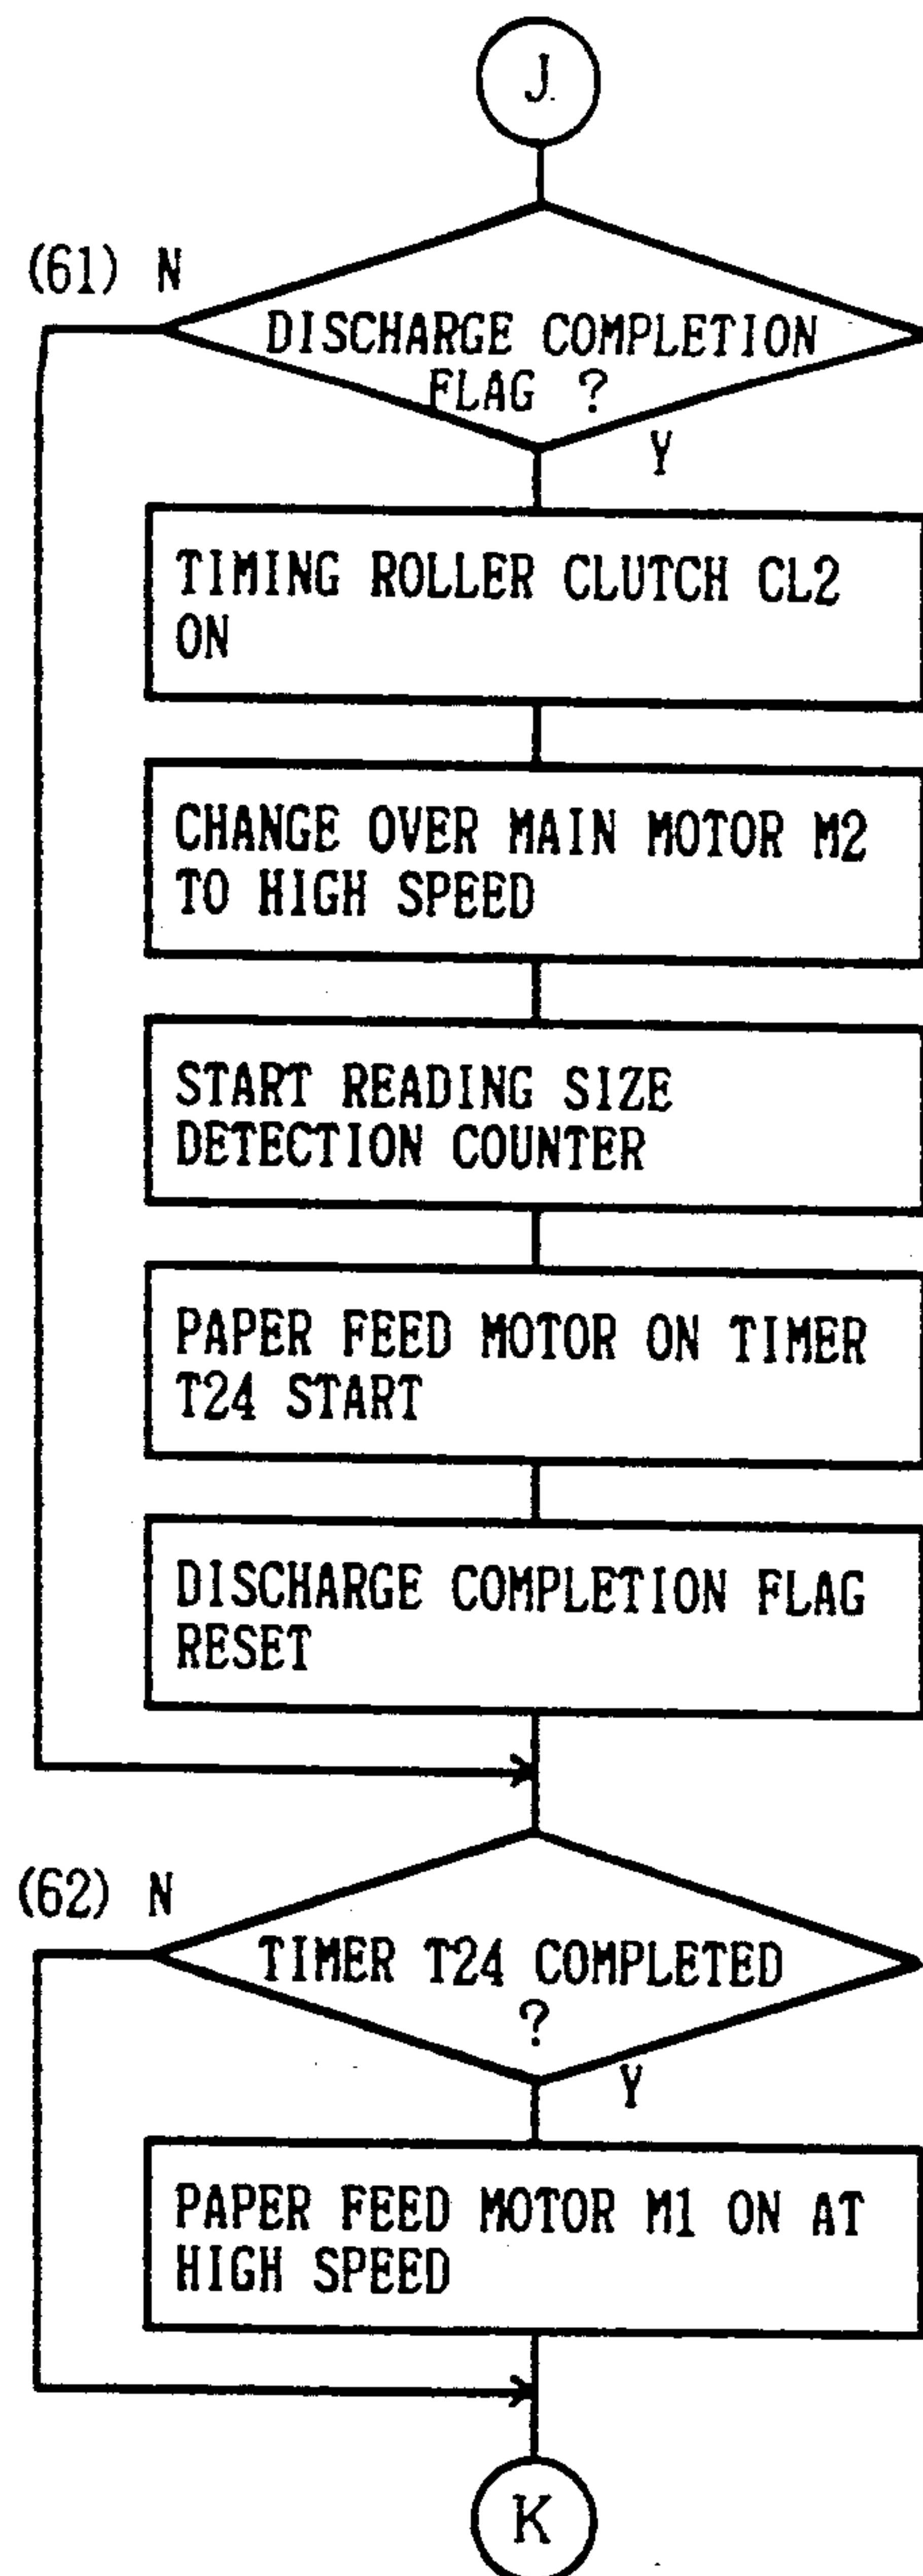 J
(61) N
DISCHARGE COMPLETION
FLAG ?
Y
TIMING ROLLER CLUTCH CL2
ON
CHANGE OVER MAIN MOTOR M2
TO HIGH SPEED
START READING SIZE
DETECTION COUNTER
PAPER FEED MOTOR ON TIMER
T24 START
DISCHARGE COMPLETION FLAG
RESET
(62) N
TIMER T24 COMPLETED
?
Y
PAPER FEED MOTOR M1 ON AT
HIGH SPEED
K